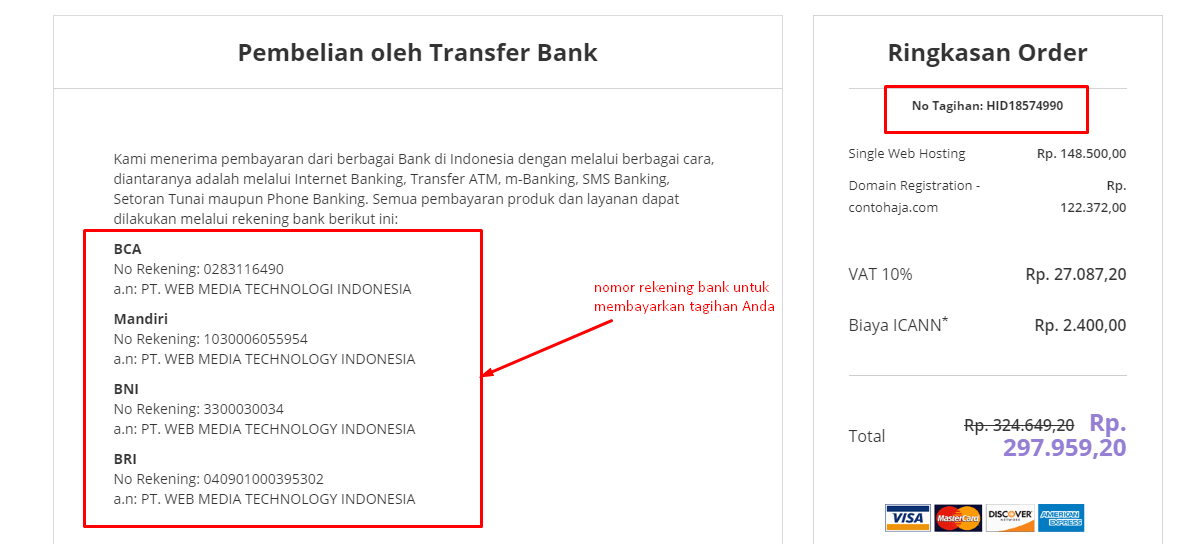 Pembelian oleh Transfer Bank
Kami menerima pembayaran dari berbagai Bank di Indonesia dengan melalui berbagai cara,
diantaranya adalah melalui Internet Banking, Transfer ATM, m-Banking, SMS Banking,
Setoran Tunai maupun Phone Banking. Semua pembayaran produk dan layanan dapat
dilakukan melalui rekening bank berikut ini:
BCA
No Rekening: 0283116490
a.n: PT. WEB MEDIA TECHNOLOGI INDONESIA
Mandiri
No Rekening: 1030006055954
a.n: PT. WEB MEDIA TECHNOLOGY INDONESIA
BNI
No Rekening: 3300030034
a.n: PT. WEB MEDIA TECHNOLOGY INDONESIA
BRI
No Rekening: 040901000395302
a.n: PT. WEB MEDIA TECHNOLOGY INDONESIA
nomor rekening bank untuk
membayarkan tagihan Anda
Ringkasan Order
No Tagihan: HID18574990
Single Web Hosting Rp. 148.500,00
Domain Registration - Rp.
contohaja.com 122.372,00
VAT 10% Rp. 27.087,20
Biaya ICANN* Rp. 2.400,00
Total Rp. 324.649,20 Rp.
297.959,20
VISA MasterCard DISCOVER NETWORK AMERICAN EXPRESS